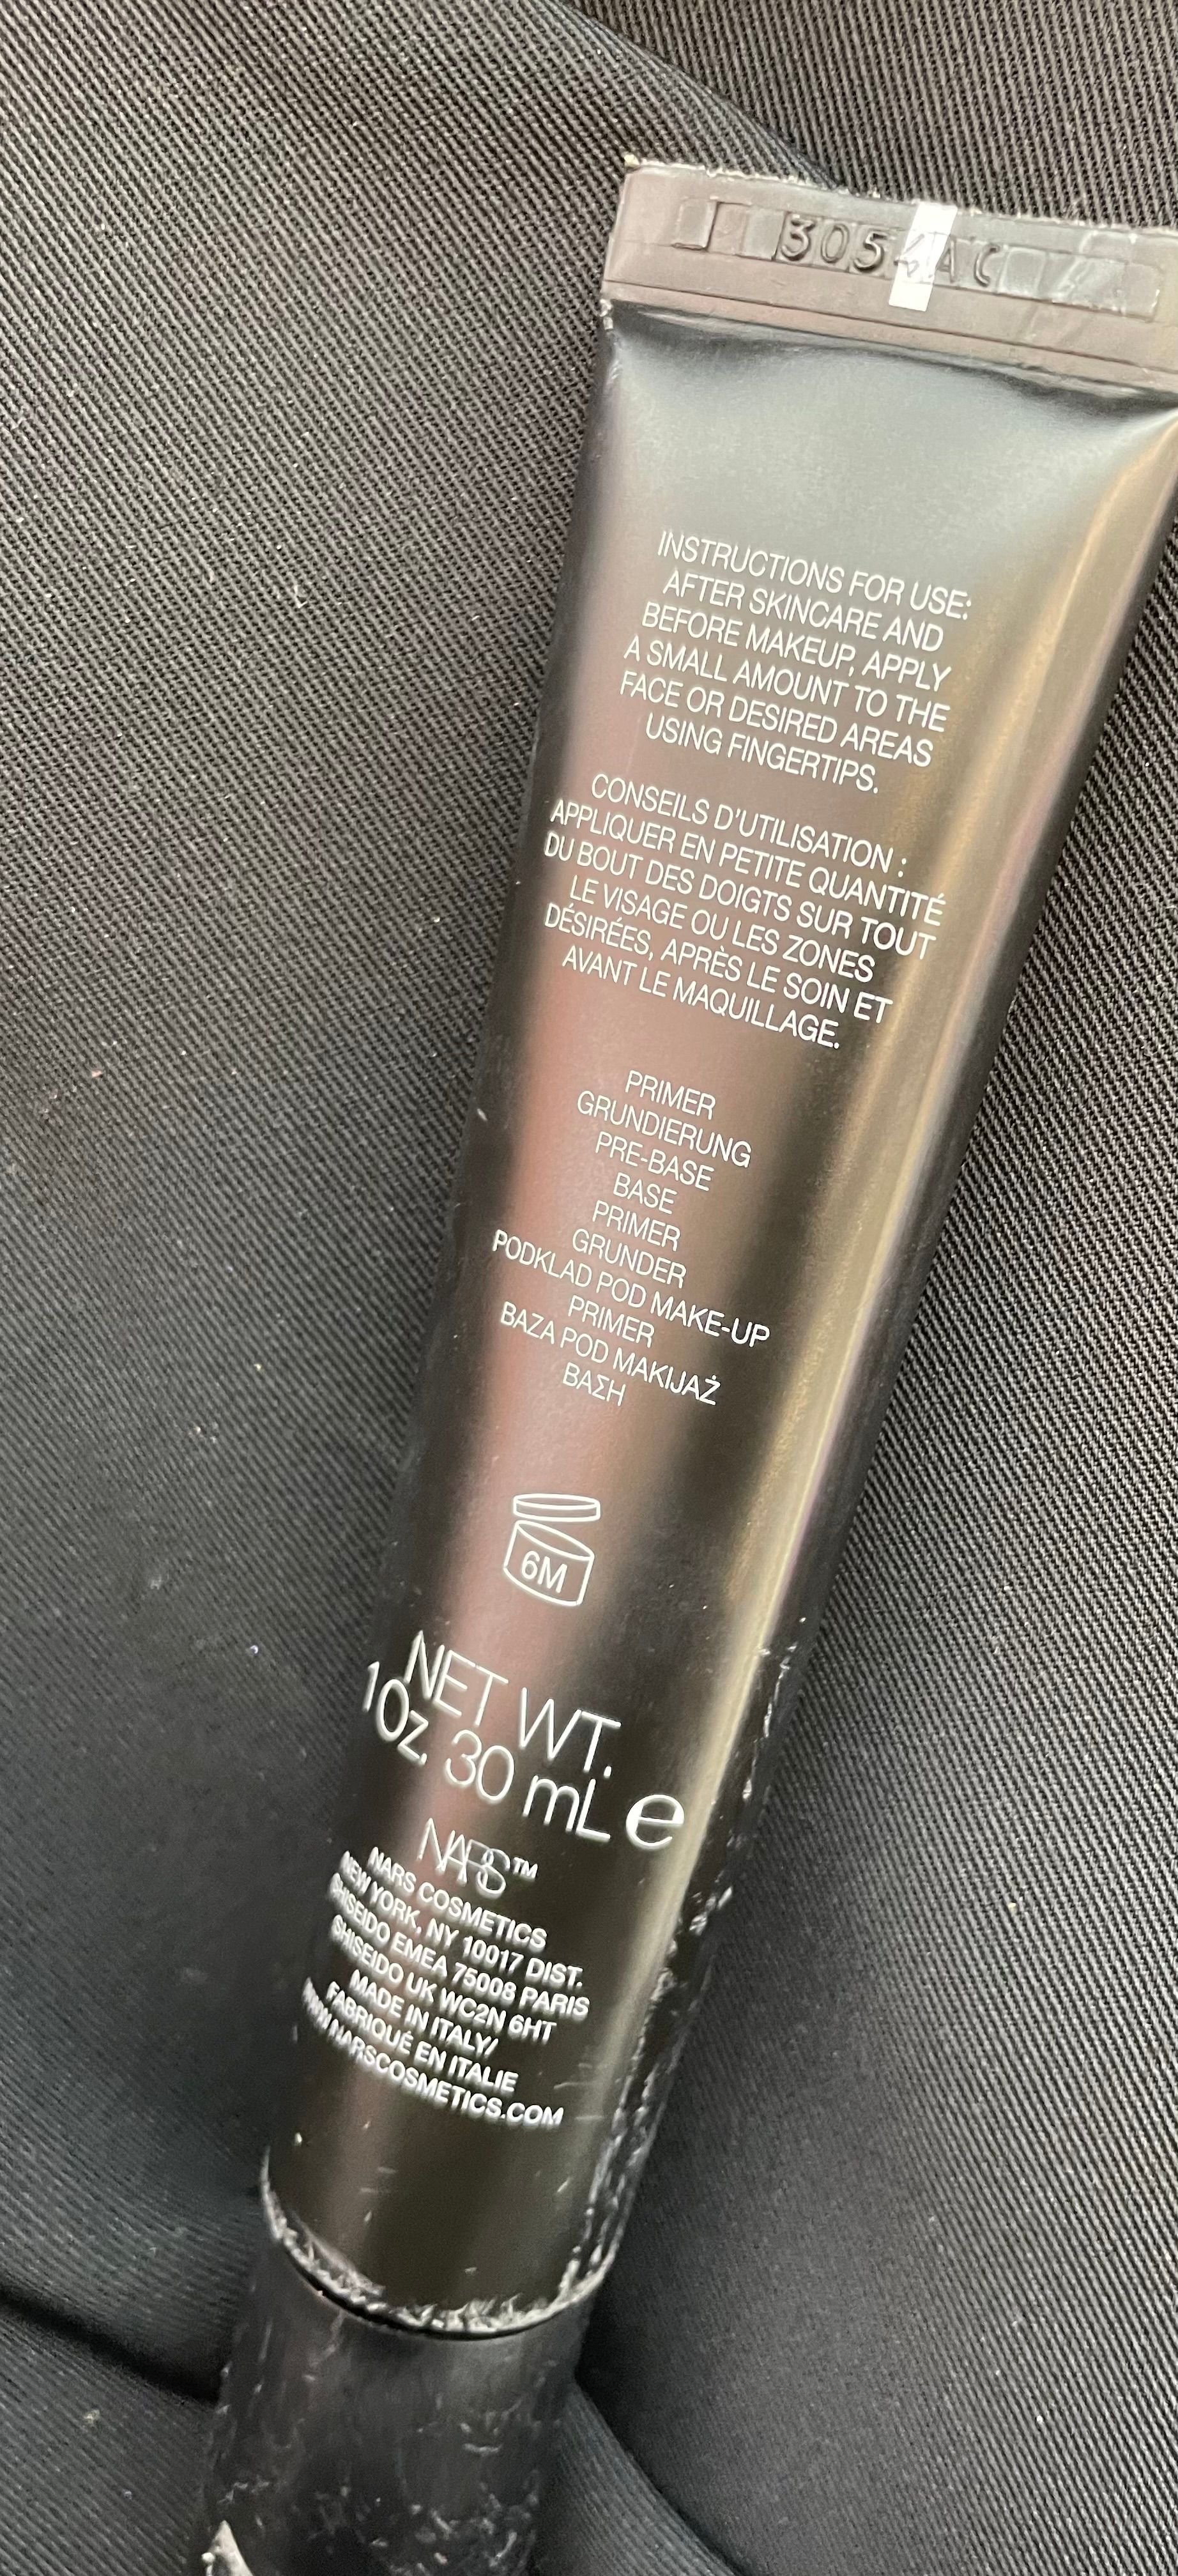 3054AC
INSTRUCTIONS FOR USE:
AFTER SKINCARE AND
BEFORE MAKEUP, APPLY
A SMALL AMOUNT TO THE
FACE OR DESIRED AREAS
USING FINGERTIPS.
CONSEILS D'UTILISATION :
APPLIQUER EN PETITE QUANTITÉ
DU BOUT DES DOIGTS SUR TOUT
LE VISAGE OU LES ZONES
DÉSIRÉES, APRÈS LE SOIN ET
AVANT LE MAQUILLAGE.
PRIMER
GRUNDIERUNG
PRE-BASE
BASE
PRIMER
GRUNDER
PODKLAD POD MAKE-UP
PRIMER
BAZA POD MAKIJAŻ
ΒΑΣΗ
6M
NET WT.
1 Oz. 30 mL e
NARS™
NARS COSMETICS
NEW YORK, NY 10017 DIST.
SHISEIDO EMEA 75008 PARIS
SHISEIDO UK WC2N 6HT
MADE IN ITALY/
FABRIQUÉ EN ITALIE
WWW.NARSCOSMETICS.COM